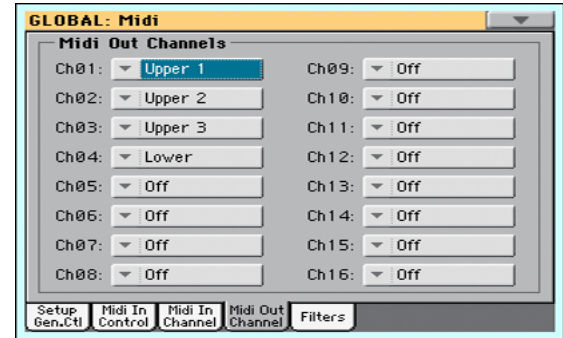 GLOBAL: Midi
Midi Out Channels
Ch01: Upper 1
Ch02: Upper 2
Ch03: Upper 3
Ch04: Lower
Ch05: Off
Ch06: Off
Ch07: Off
Ch08: Off
Ch09: Off
Ch10: Off
Ch11: Off
Ch12: Off
Ch13: Off
Ch14: Off
Ch15: Off
Ch16: Off
Setup Gen.Ctl
Midi In Control
Midi In Channel
Midi Out Channel
Filters